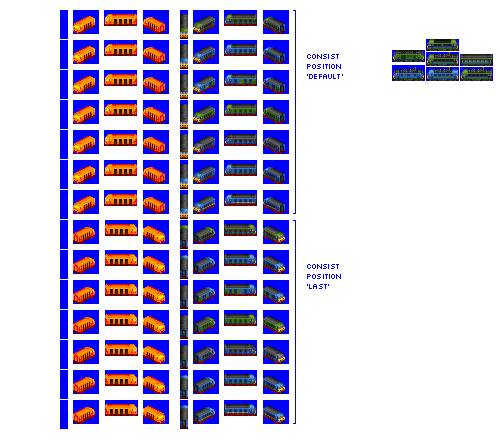 CONSIST
POSITION
'DEFAULT'
CONSIST
POSITION
'LAST'